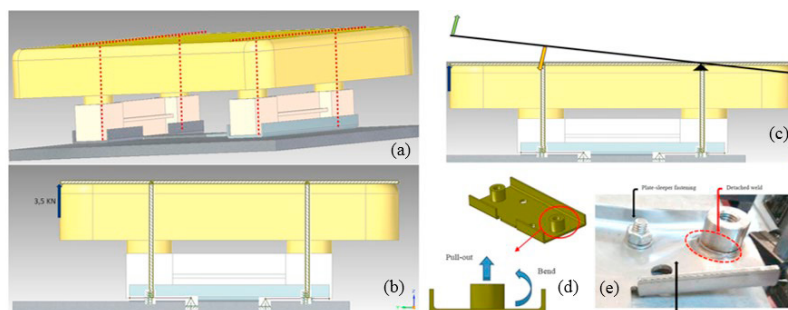 (a)
(c)
3,5 KN
(b)
Pull-out
Bend
(d)
Plate-sleeper fastening
Detached weld
(e)